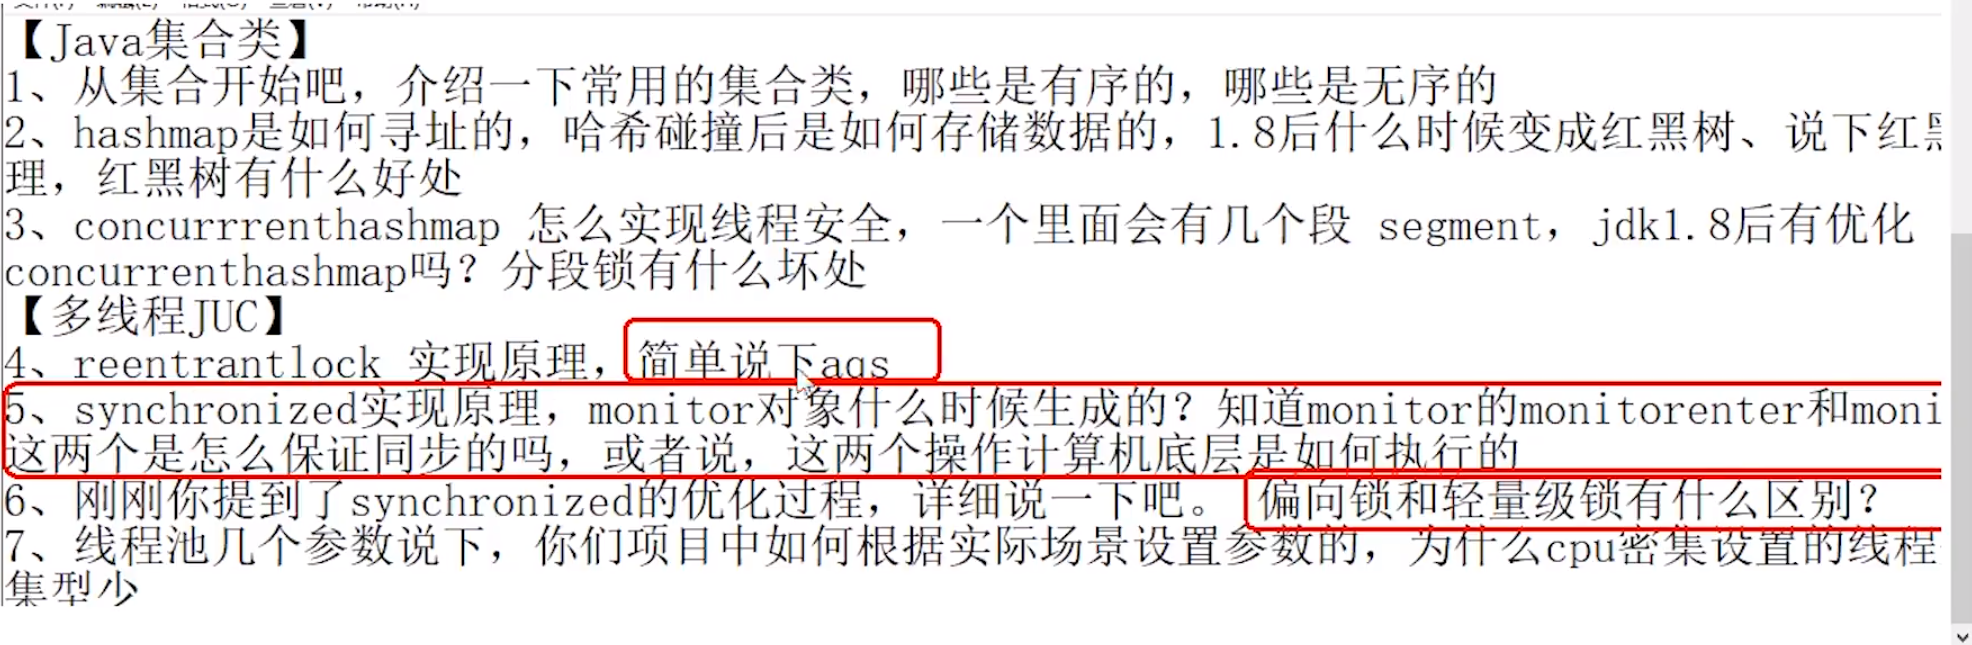 【Java集合类】
1、从集合开始吧，介绍一下常用的集合类，哪些是有序的，哪些是无序的
2、hashmap是如何寻址的，哈希碰撞后是如何存储数据的，1.8后什么时候变成红黑树、说下红黑
理，红黑树有什么好处
3、concurrrenthashmap 怎么实现线程安全，一个里面会有几个段 segment，jdk1.8后有优化
concurrenthashmap吗？分段锁有什么坏处
【多线程JUC】
4、reentrantlock 实现原理，简单说下aqs
5、synchronized实现原理，monitor对象什么时候生成的？知道monitor的monitorenter和moni
这两个是怎么保证同步的吗，或者说，这两个操作计算机底层是如何执行的
6、刚刚你提到了synchronized的优化过程，详细说一下吧。 偏向锁和轻量级锁有什么区别？
7、线程池几个参数说下，你们项目中如何根据实际场景设置参数的，为什么cpu密集设置的线程
集型少